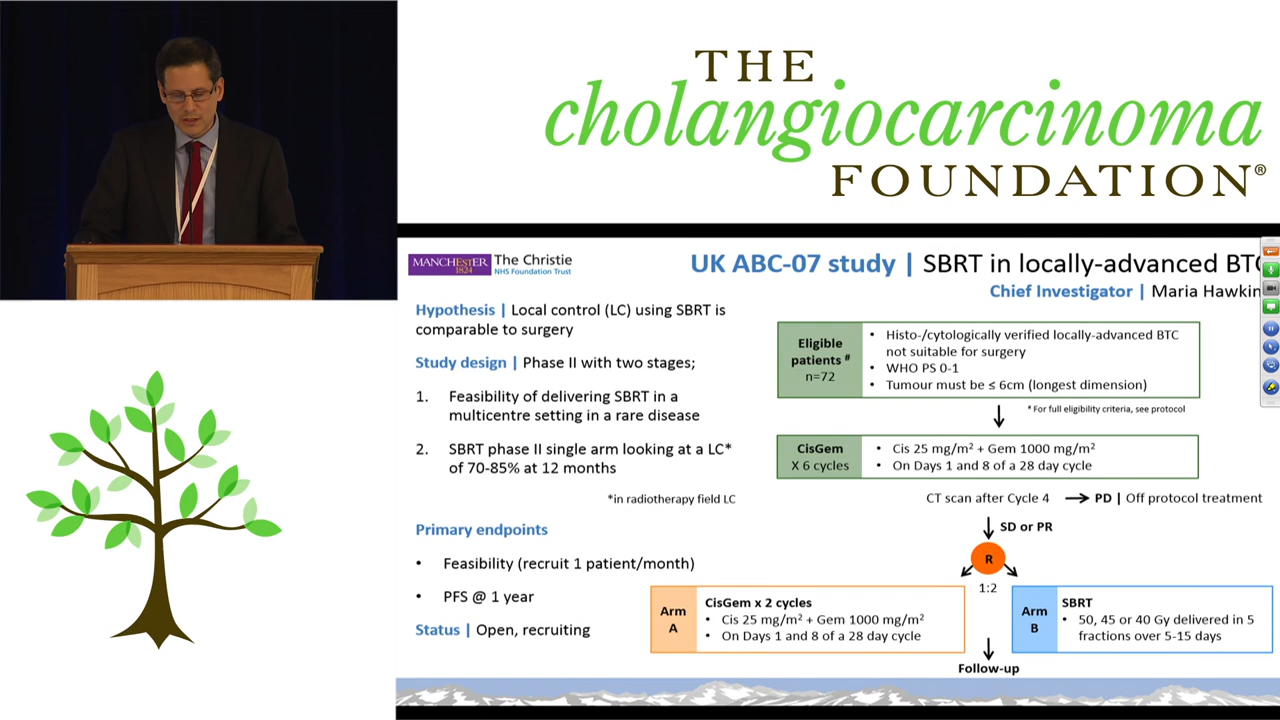 THE
cholangiocarcinoma
FOUNDATION®
MANCHESTER
1824
The Christie
NHS Foundation Trust
UK ABC-07 study | SBRT in locally-advanced BTC
Chief Investigator | Maria Hawkin
Hypothesis | Local control (LC) using SBRT is
comparable to surgery
Study design | Phase II with two stages;
1. Feasibility of delivering SBRT in a
multicentre setting in a rare disease
2. SBRT phase II single arm looking at a LC*
of 70-85% at 12 months
*in radiotherapy field LC
Primary endpoints
• Feasibility (recruit 1 patient/month)
• PFS @ 1 year
Status | Open, recruiting
Eligible
patients #
n=72
• Histo-/cytologically verified locally-advanced BTC
not suitable for surgery
• WHO PS 0-1
• Tumour must be ≤ 6cm (longest dimension)
# For full eligibility criteria, see protocol
CisGem
X 6 cycles
• Cis 25 mg/m² + Gem 1000 mg/m²
• On Days 1 and 8 of a 28 day cycle
CT scan after Cycle 4
PD | Off protocol treatment
SD or PR
R
1:2
Arm
A
CisGem x 2 cycles
• Cis 25 mg/m² + Gem 1000 mg/m²
• On Days 1 and 8 of a 28 day cycle
Arm
B
SBRT
• 50, 45 or 40 Gy delivered in 5
fractions over 5-15 days
Follow-up